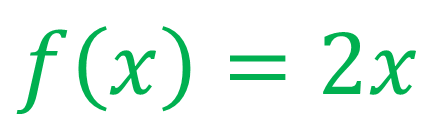 f(x) = 2x